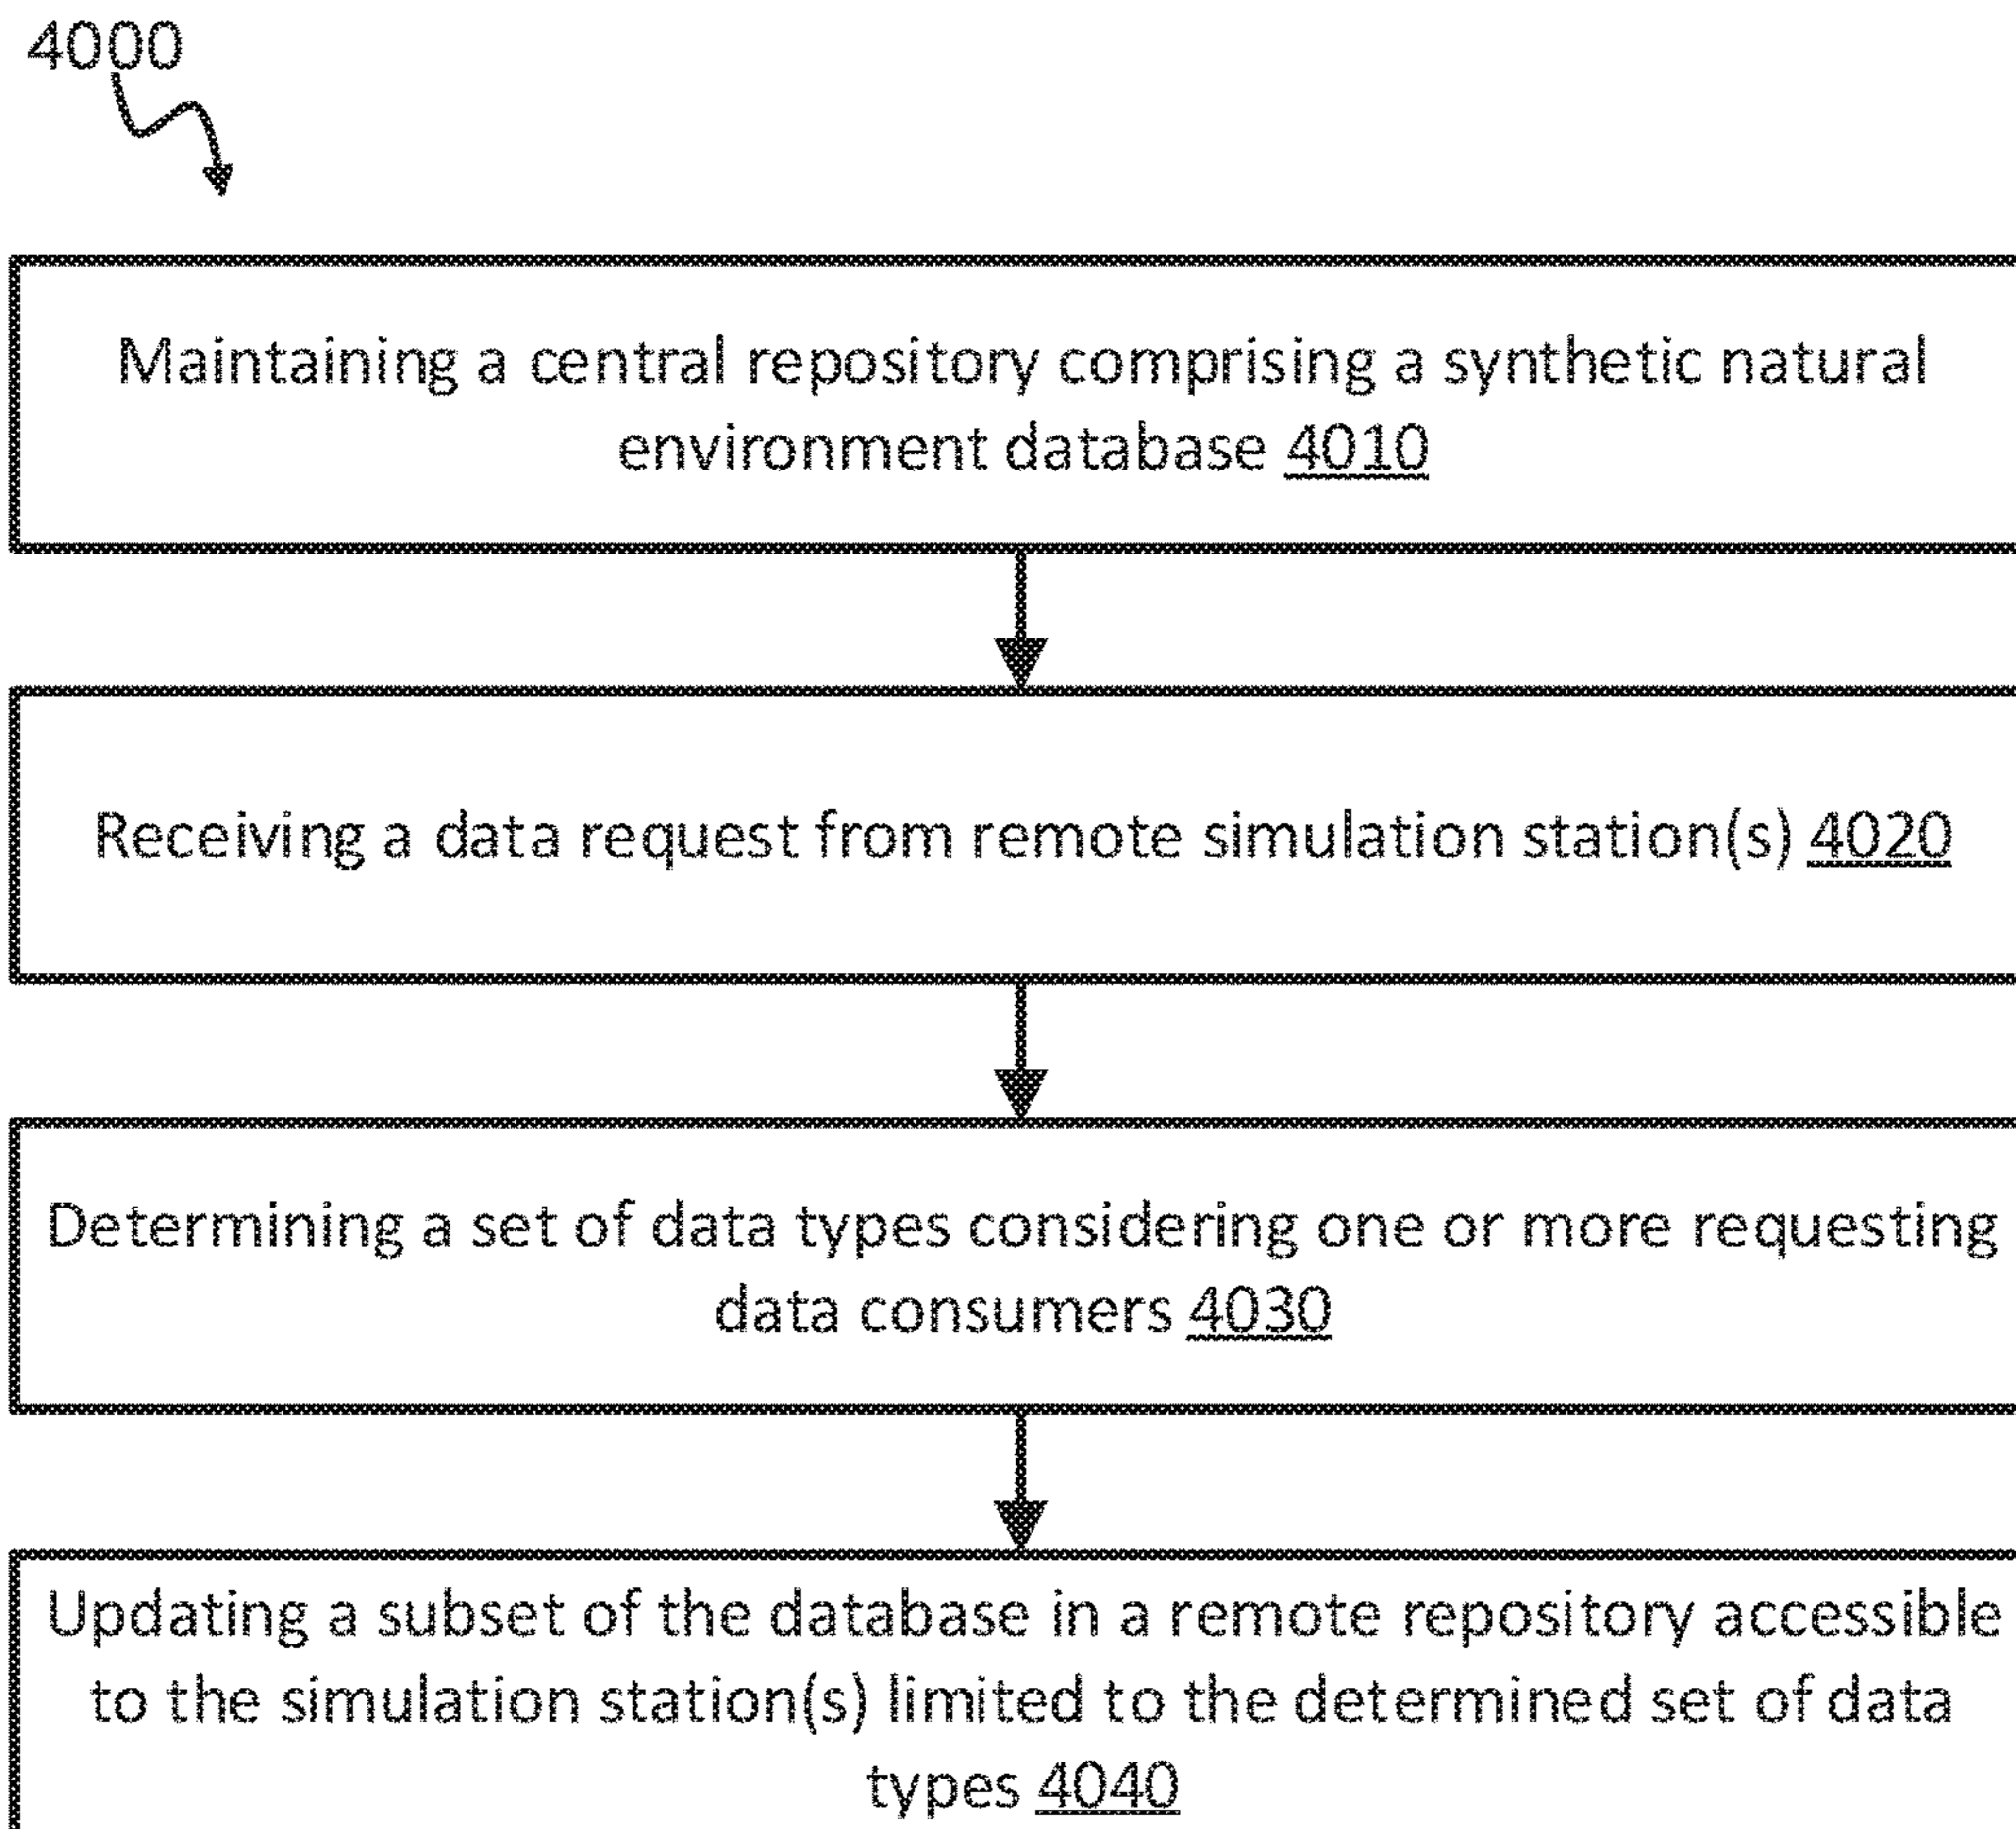 4000
Maintaining a central repository comprising a synthetic natural
environment database 4010
Receiving a data request from remote simulation station(s) 4020
Determining a set of data types considering one or more requesting
data consumers 4030
Updating a subset of the database in a remote repository accessible
to the simulation station(s) limited to the determined set of data
types 4040